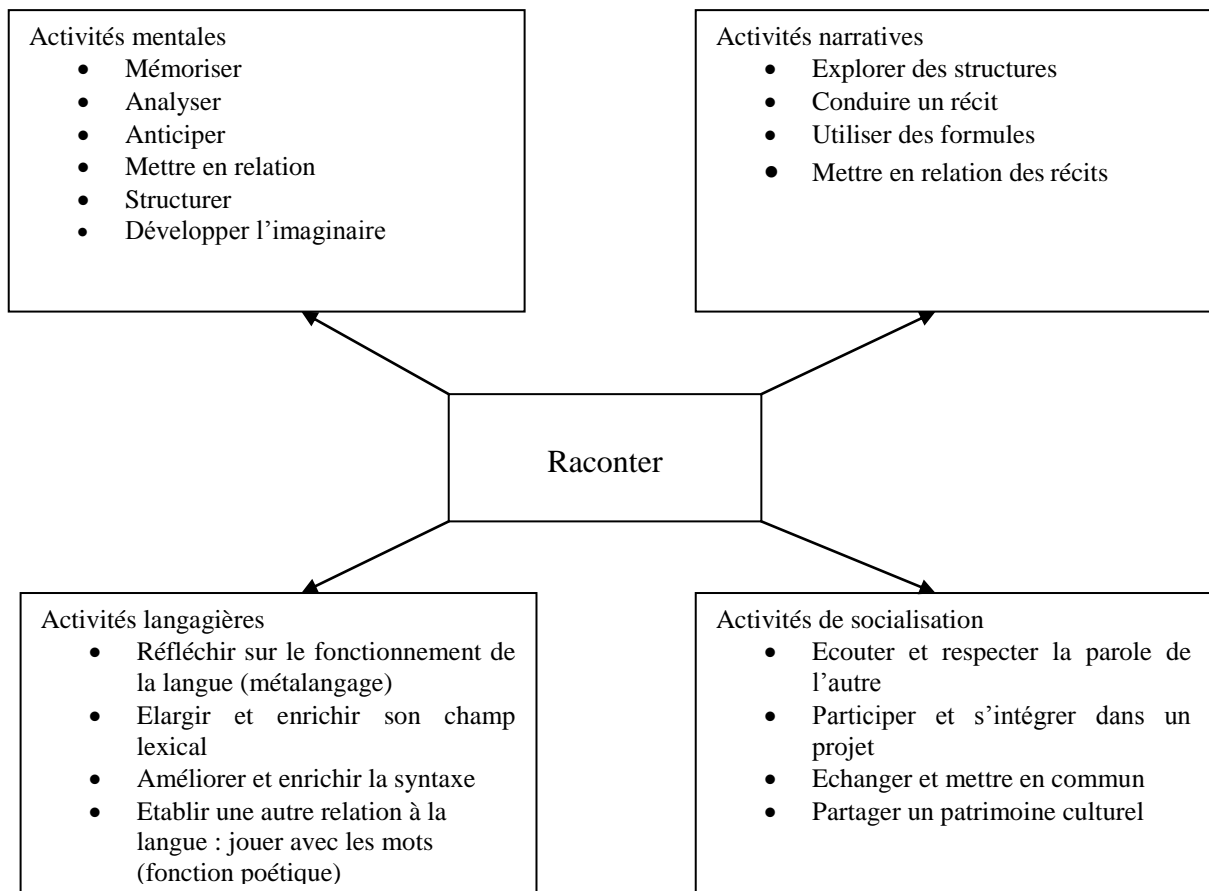 Activités mentales
• Mémoriser
• Analyser
• Anticiper
• Mettre en relation
• Structurer
• Développer l’imaginaire
Activités narratives
• Explorer des structures
• Conduire un récit
• Utiliser des formules
• Mettre en relation des récits
Raconter
Activités langagières
• Réfléchir sur le fonctionnement de
la langue (métalangage)
• Elargir et enrichir son champ
lexical
• Améliorer et enrichir la syntaxe
• Etablir une autre relation à la
langue : jouer avec les mots
(fonction poétique)
Activités de socialisation
• Ecouter et respecter la parole de
l’autre
• Participer et s’intégrer dans un
projet
• Echanger et mettre en commun
• Partager un patrimoine culturel